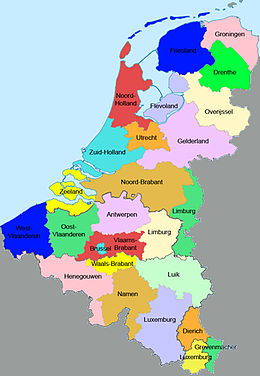 Groningen
Friesland
Drenthe
Noord-
Holland
Flevoland
Overijssel
Utrecht
Zuid-Holland
Gelderland
Noord-Brabant
Zeeland
Limburg
Antwerpen
West-
Vlaanderen
Oost-
Vlaanderen
Limburg
Vlaams-
Brabant
Brussel
Waals-Brabant
Luik
Henegouwen
Namen
Luxemburg
Dierich
Grevenmacher
Luxemburg